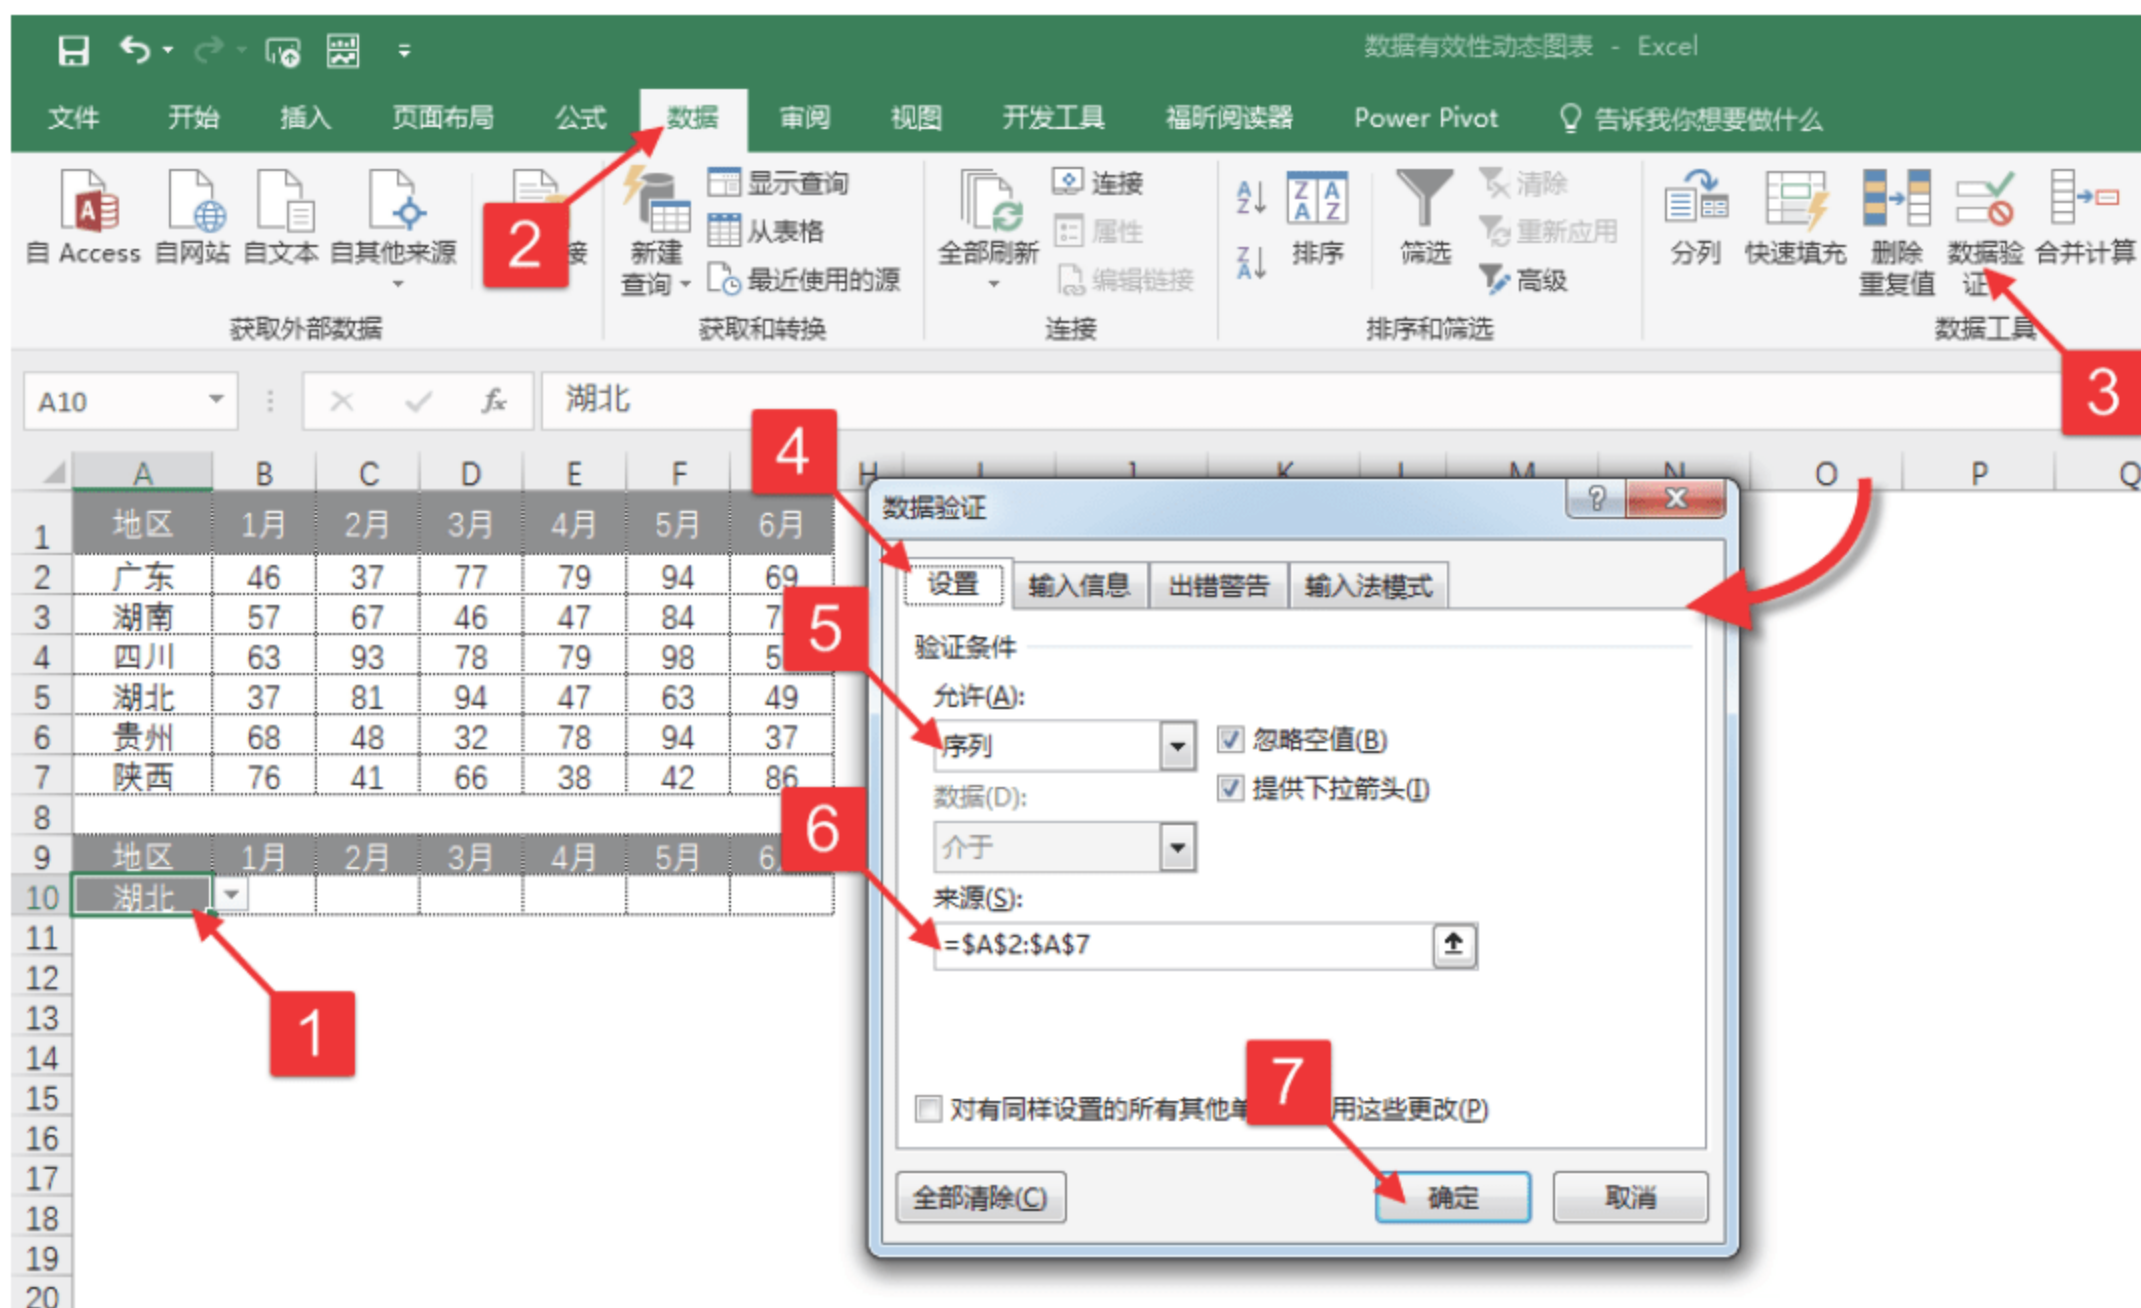 数据有效性动态图表 - Excel
文件 开始 插入 页面布局 公式 数据 审阅 视图 开发工具 福昕阅读器 Power Pivot 告诉我你想要做什么
自 Access 自网站 自文本 自其他来源 接
获取外部数据
新建
查询
显示查询
从表格
最近使用的源
获取和转换
全部刷新
连接
属性
编辑链接
连接
排序
筛选
清除
重新应用
高级
排序和筛选
分列 快速填充
删除
重复值
数据验
证
合并计算
数据工具
2
3
A10 fx 湖北
A B C D E F H I J K L M N O P Q
1 地区 1月 2月 3月 4月 5月 6月
2 广东 46 37 77 79 94 69
3 湖南 57 67 46 47 84 7
4 四川 63 93 78 79 98 5
5 湖北 37 81 94 47 63 49
6 贵州 68 48 32 78 94 37
7 陕西 76 41 66 38 42 86
8
9 地区 1月 2月 3月 4月 5月 6
10 湖北
11
12
13
14
15
16
17
18
19
20
1
4
5
6
数据验证
设置 输入信息 出错警告 输入法模式
验证条件
允许(A):
序列 忽略空值(B)
提供下拉箭头(I)
数据(D):
介于
来源(S):
=$A$2:$A$7
7
对有同样设置的所有其他单 用这些更改(P)
全部清除(C) 确定 取消